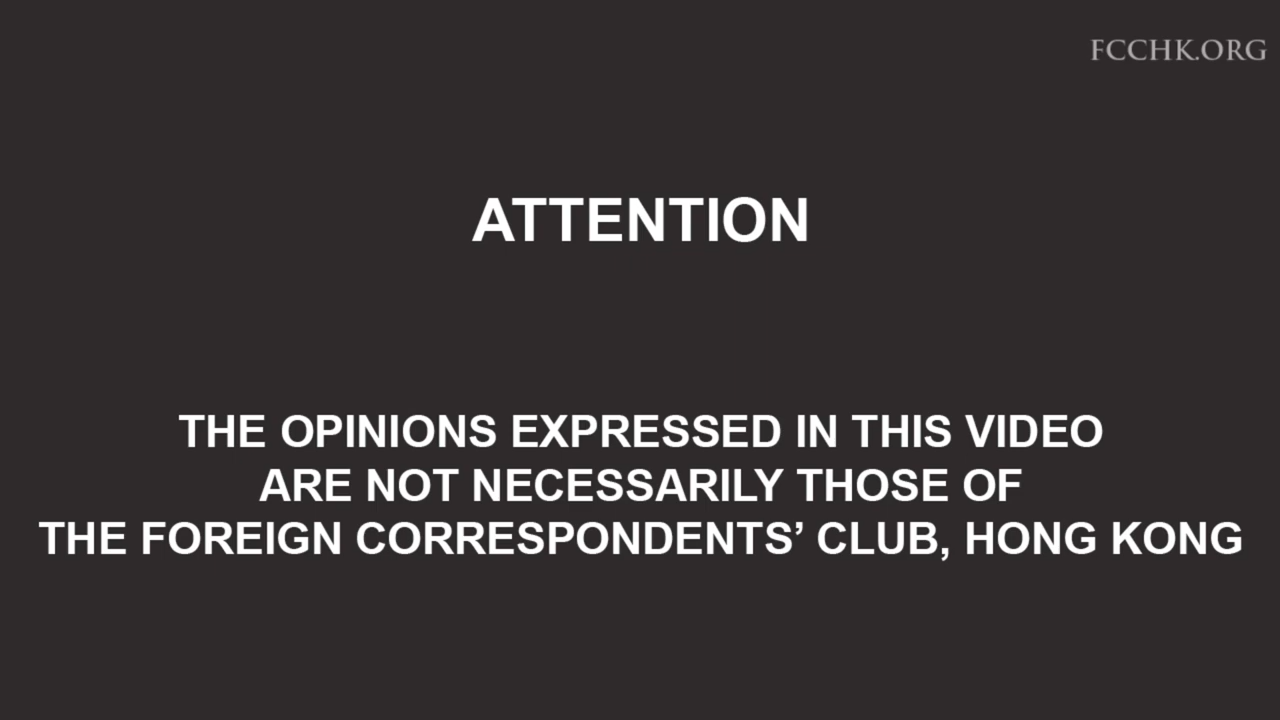 FCCHK.ORG
ATTENTION
THE OPINIONS EXPRESSED IN THIS VIDEO
ARE NOT NECESSARILY THOSE OF
THE FOREIGN CORRESPONDENTS’ CLUB, HONG KONG